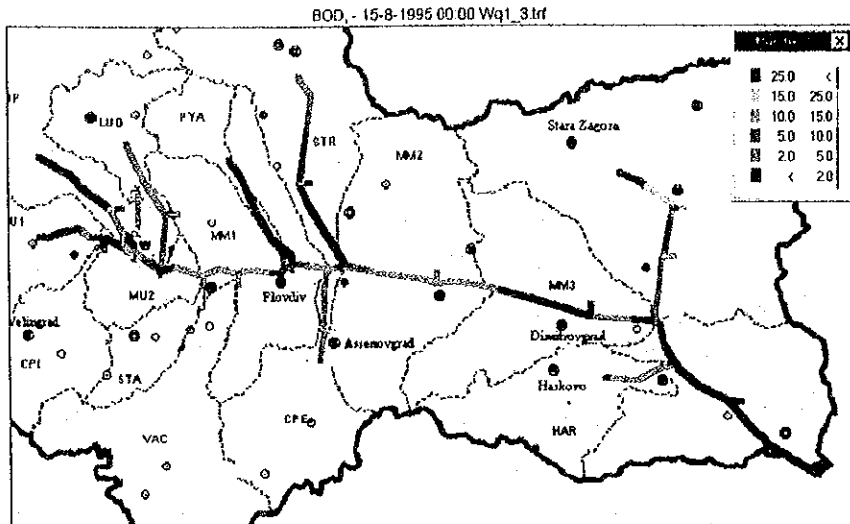 BOD, - 15-8-1995 00:00 Wq1_3.trf
25.0 <
15.0 25.0
10.0 15.0
5.0 10.0
2.0 5.0
< 2.0
LUD
PYA
STR
MM2
Stara Zagora
U1
MM1
MU2
Plovdiv
MM3
Velingrad
CPI
STA
Assenovgrad
Dimitrovgrad
Haskovo
VAC
CPE
HAR